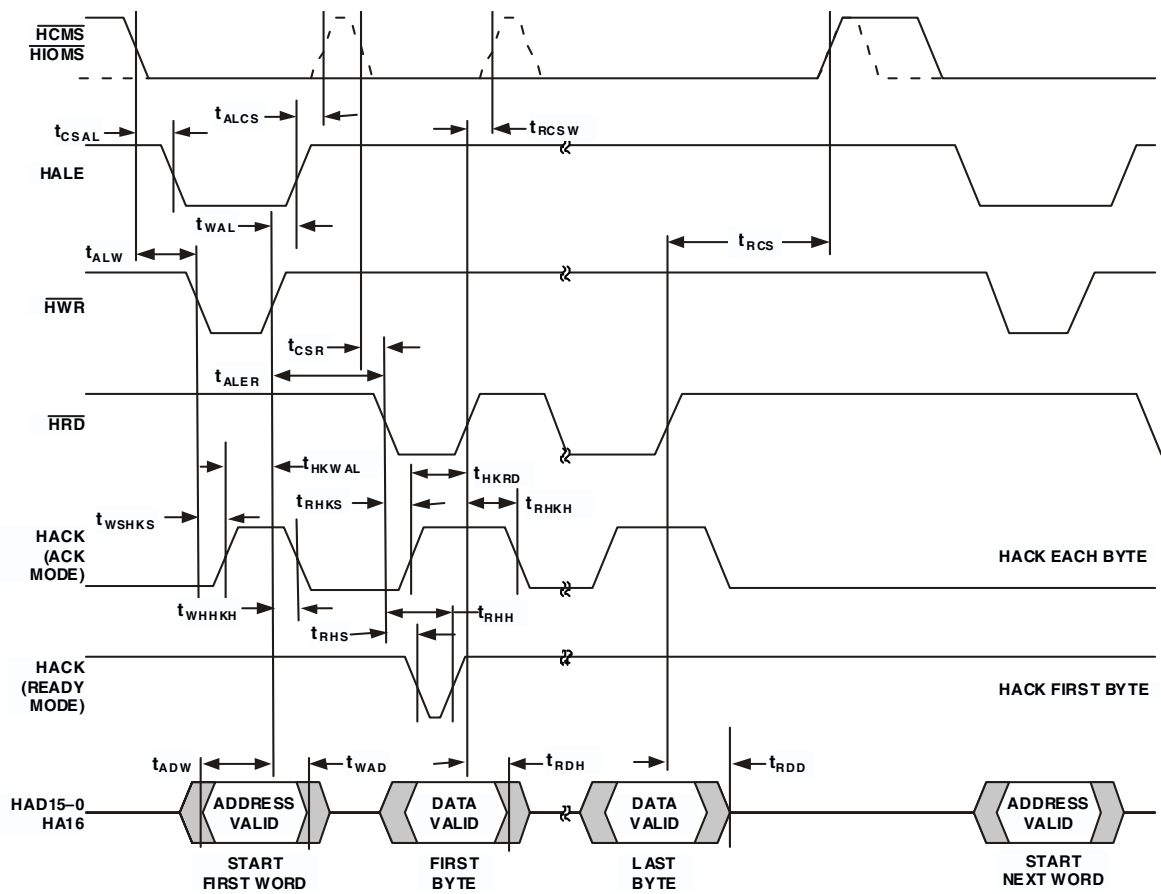 HCMS
HIOMS
tALCS
tCSAL
tRCSW
HALE
tWAL
tRCS
tALW
HWR
tCSR
tALER
HRD
tHKWAL
tHKRD
tRHKS
tRHKH
tWSHKS
HACK
(ACK
MODE)
HACK EACH BYTE
tWHHKH
tRHH
tRHS
HACK
(READY
MODE)
HACK FIRST BYTE
tADW
tWAD
tRDH
tRDD
HAD15–0
HA16
ADDRESS
VALID
DATA
VALID
DATA
VALID
ADDRESS
VALID
START
FIRST WORD
FIRST
BYTE
LAST
BYTE
START
NEXT WORD